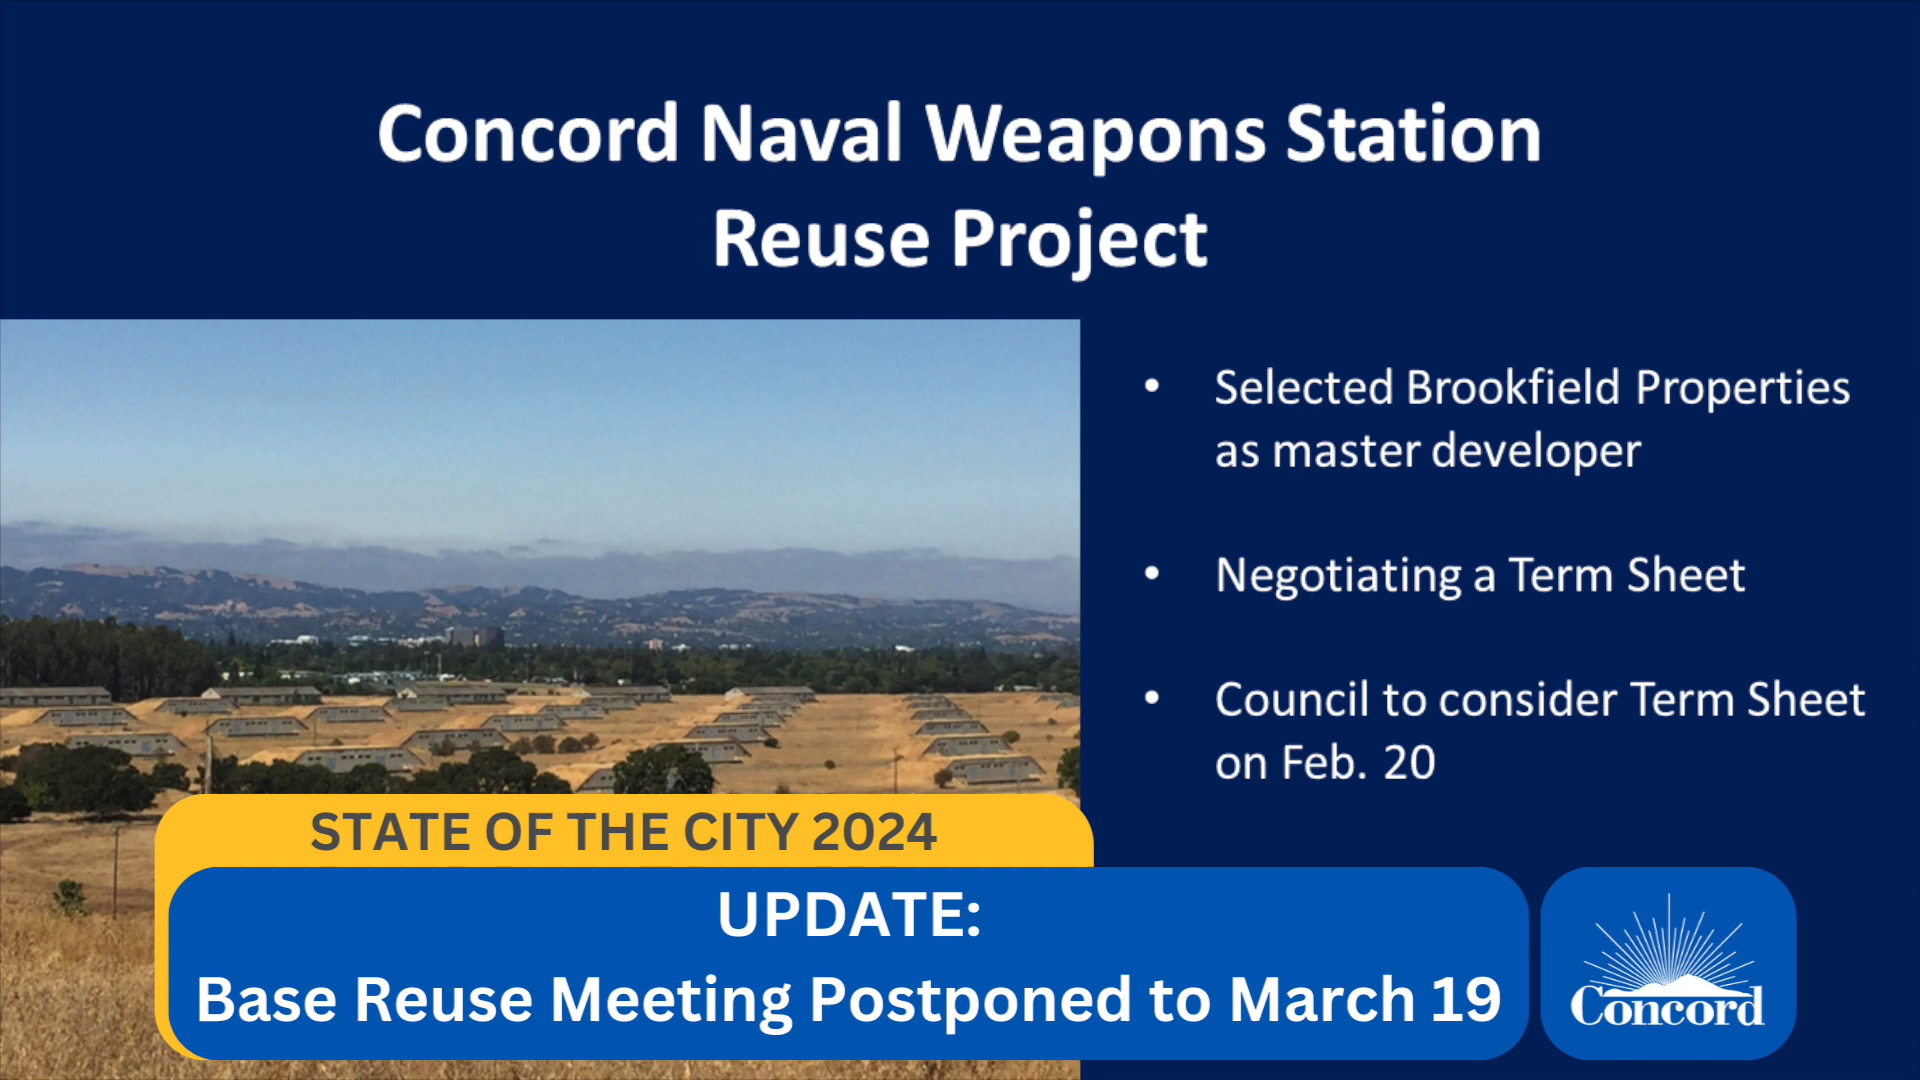 Concord Naval Weapons Station
Reuse Project
• Selected Brookfield Properties
as master developer
• Negotiating a Term Sheet
• Council to consider Term Sheet
on Feb. 20
STATE OF THE CITY 2024
UPDATE:
Base Reuse Meeting Postponed to March 19
Concord